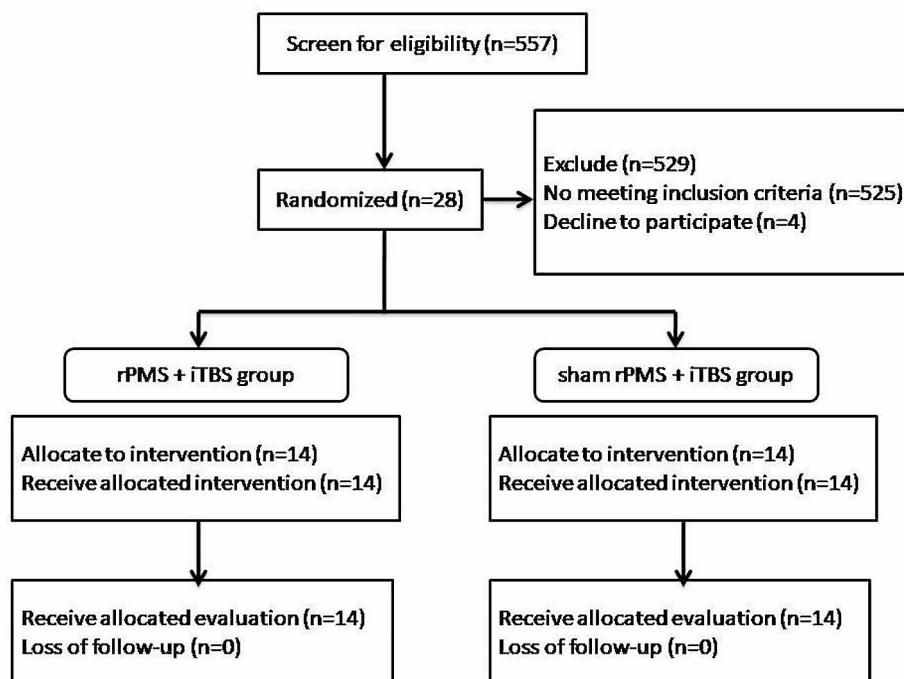 Screen for eligibility (n=557)
Exclude (n=529)
No meeting inclusion criteria (n=525)
Decline to participate (n=4)
Randomized (n=28)
rPMS + iTBS group
sham rPMS + iTBS group
Allocate to intervention (n=14)
Receive allocated intervention (n=14)
Allocate to intervention (n=14)
Receive allocated intervention (n=14)
Receive allocated evaluation (n=14)
Loss of follow-up (n=0)
Receive allocated evaluation (n=14)
Loss of follow-up (n=0)